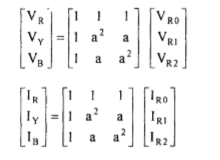 [V_R]   [1 1 1] [V_R0]
[V_Y] = [1 a² a] [V_R1]
[V_B]   [1 a a²] [V_R2]
[I_R]   [1 1 1] [I_R0]
[I_Y] = [1 a² a] [I_R1]
[I_B]   [1 a a²] [I_R2]